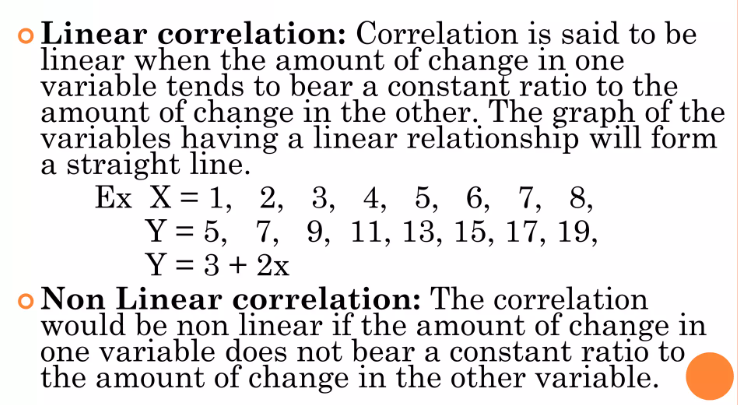 Linear correlation: Correlation is said to be
linear when the amount of change in one
variable tends to bear a constant ratio to the
amount of change in the other. The graph of the
variables having a linear relationship will form
a straight line.
Ex X = 1, 2, 3, 4, 5, 6, 7, 8,
Y = 5, 7, 9, 11, 13, 15, 17, 19,
Y = 3 + 2x
Non Linear correlation: The correlation
would be non linear if the amount of change in
one variable does not bear a constant ratio to
the amount of change in the other variable.